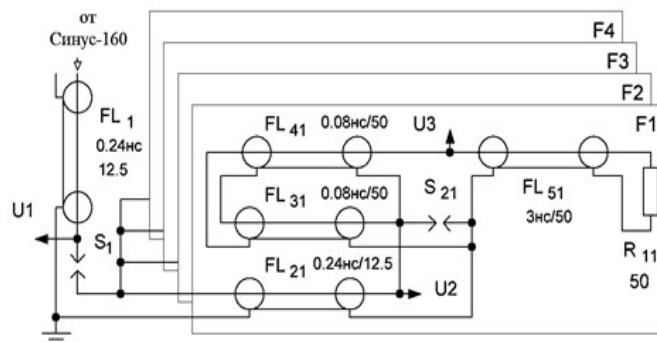 от
Синус-160
F4
F3
F2
F1
FL 1
0.24нс
12.5
FL 41
0.08нс/50
U3
U1
S1
FL 31
0.08нс/50
S 21
FL 51
3нс/50
R 11
50
FL 21
0.24нс/12.5
U2